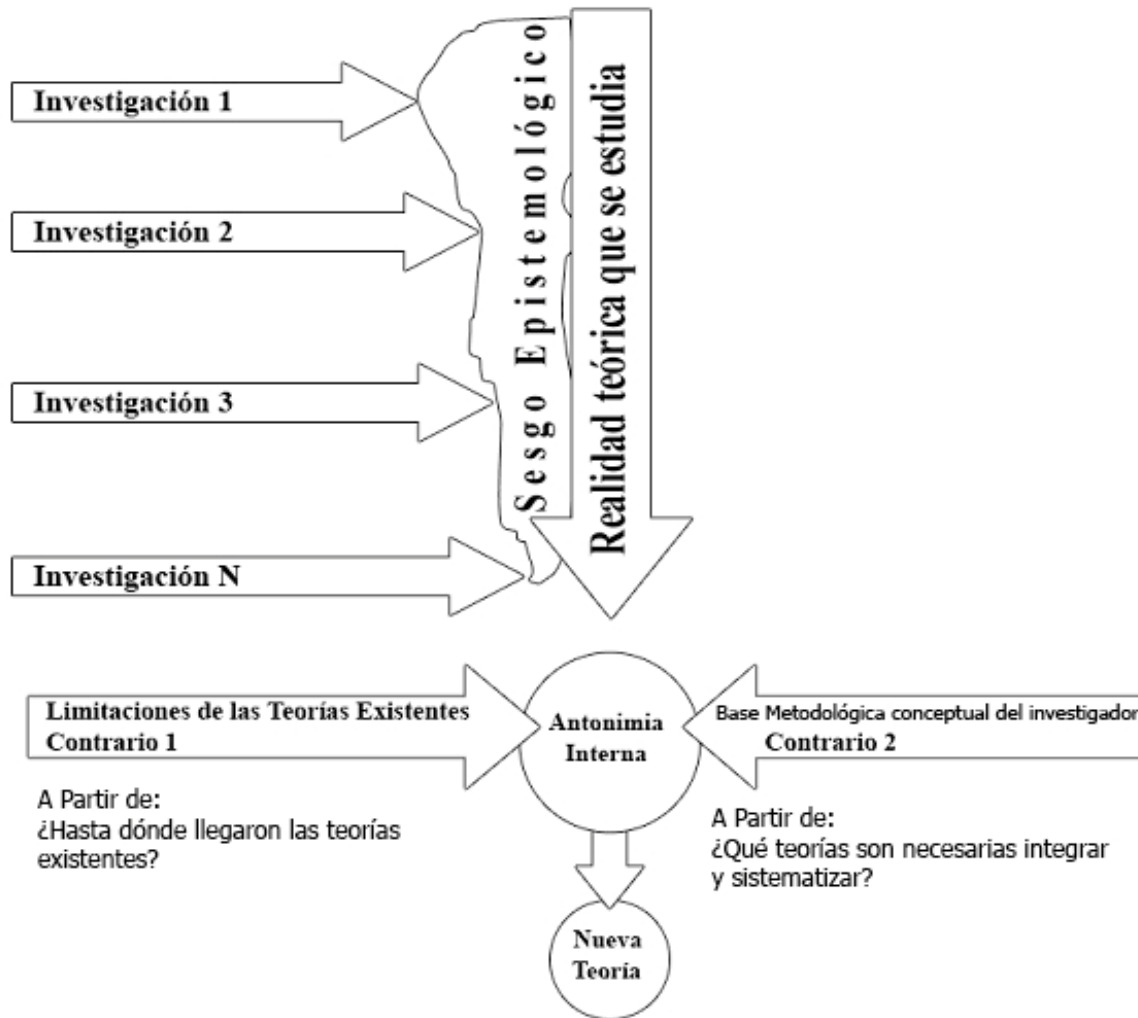 Investigación 1
Investigación 2
Investigación 3
Investigación N
Sesgo Epistemológico
Realidad teórica que se estudia
Limitaciones de las Teorías Existentes
Contrario 1
Antonimia
Interna
Base Metodológica conceptual del investigador
Contrario 2
A Partir de:
¿Hasta dónde llegaron las teorías
existentes?
A Partir de:
¿Qué teorías son necesarias integrar
y sistematizar?
Nueva
Teoría